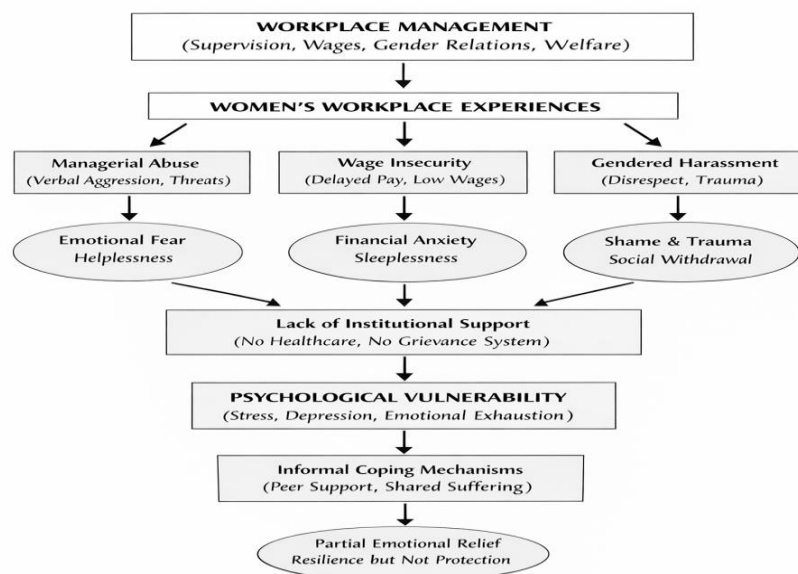 WORKPLACE MANAGEMENT
(Supervision, Wages, Gender Relations, Welfare)
WOMEN'S WORKPLACE EXPERIENCES
Managerial Abuse
(Verbal Aggression, Threats)
Wage Insecurity
(Delayed Pay, Low Wages)
Gendered Harassment
(Disrespect, Trauma)
Emotional Fear
Helplessness
Financial Anxiety
Sleeplessness
Shame & Trauma
Social Withdrawal
Lack of Institutional Support
(No Healthcare, No Grievance System)
PSYCHOLOGICAL VULNERABILITY
(Stress, Depression, Emotional Exhaustion)
Informal Coping Mechanisms
(Peer Support, Shared Suffering)
Partial Emotional Relief
Resilience but Not Protection